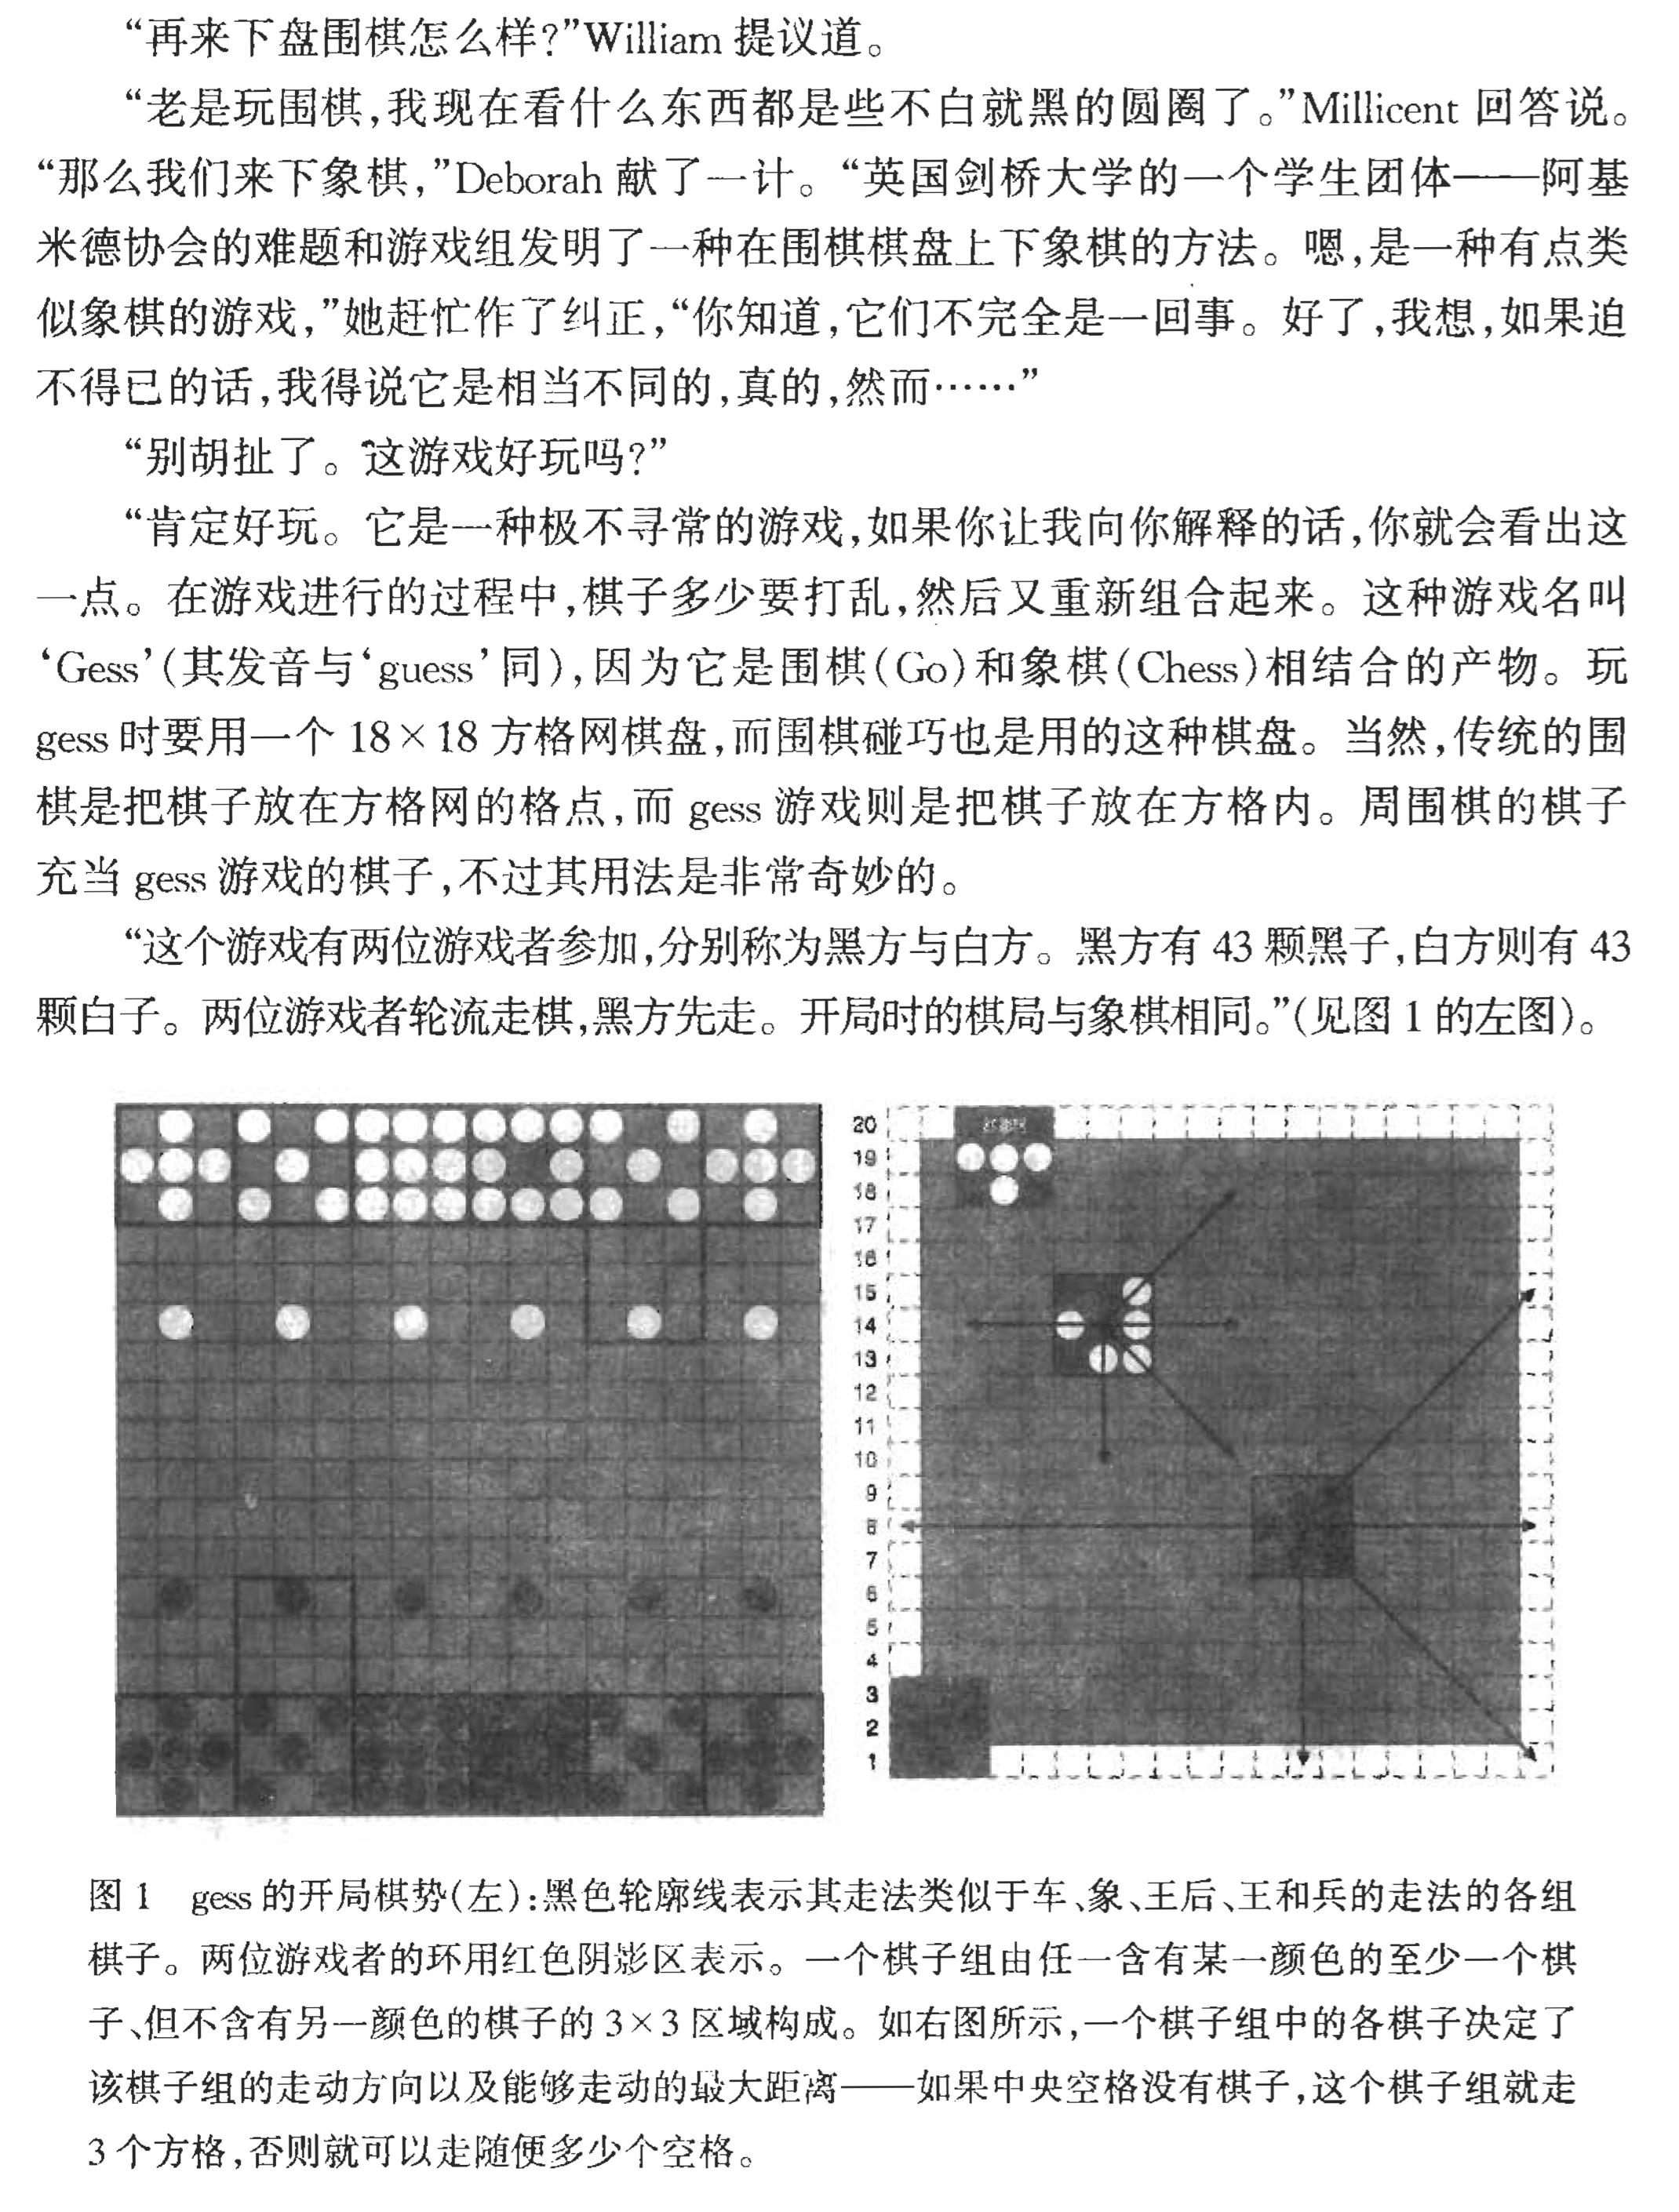 “再来下盘围棋怎么样?”William 提议道。
“老是玩围棋,我现在看什么东西都是些不白就黑的圆圈了。”Millicent 回答说。
“那么我们来下象棋,”Deborah 献了一计。“英国剑桥大学的一个学生团体——阿基
米德协会的难题和游戏组发明了一种在围棋棋盘上下象棋的方法。嗯,是一种有点类
似象棋的游戏,”她赶忙作了纠正,“你知道,它们不完全是一回事。好了,我想,如果迫
不得已的话,我得说它是相当不同的,真的,然而……”
“别胡扯了。这游戏好玩吗?”
“肯定好玩。它是一种极不寻常的游戏,如果你让我向你解释的话,你就会看出这
一点。在游戏进行的过程中,棋子多少要打乱,然后又重新组合起来。这种游戏名叫
‘Gess’(其发音与‘guess’同),因为它是围棋(Go)和象棋(Chess)相结合的产物。玩
gess 时要用一个 18×18 方格网棋盘,而围棋碰巧也是用的这种棋盘。当然,传统的围
棋是把棋子放在方格网的格点,而 gess 游戏则是把棋子放在方格内。周围棋的棋子
充当 gess 游戏的棋子,不过其用法是非常奇妙的。
“这个游戏有两位游戏者参加,分别称为黑方与白方。黑方有 43 颗黑子,白方则有 43
颗白子。两位游戏者轮流走棋,黑方先走。开局时的棋局与象棋相同。”(见图 1 的左图)。
20
19
18
17
16
15
14
13
12
11
10
9
8
7
6
5
4
3
2
1
图 1 gess 的开局棋势(左):黑色轮廓线表示其走法类似于车、象、王后、王和兵的走法的各组
棋子。两位游戏者的环用红色阴影区表示。一个棋子组由任一含有某一颜色的至少一个棋
子、但不含有另一颜色的棋子的 3×3 区域构成。如右图所示,一个棋子组中的各棋子决定了
该棋子组的走动方向以及能够走动的最大距离——如果中央空格没有棋子,这个棋子组就走
3 个方格,否则就可以走随便多少个空格。